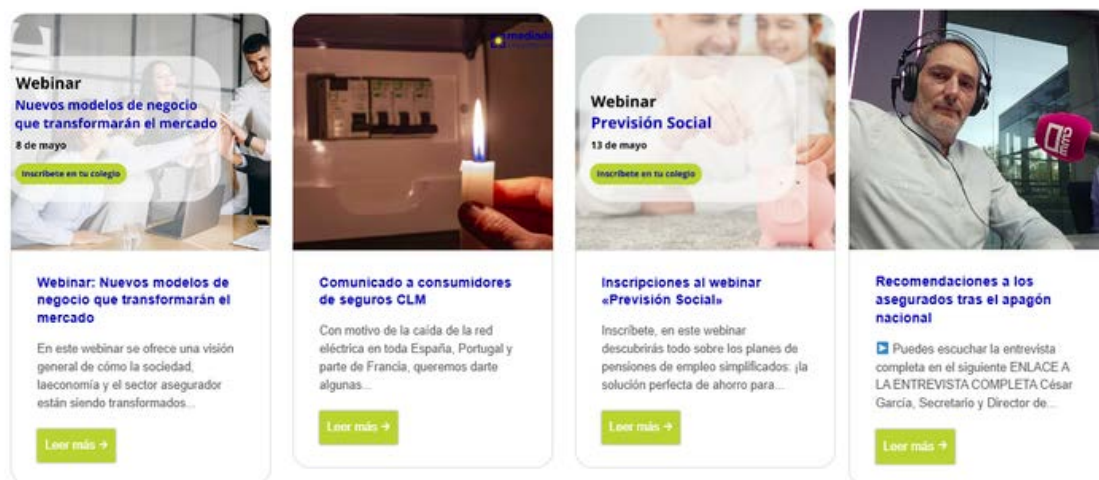 Webinar
Nuevos modelos de negocio
que transformarán el mercado
8 de mayo
Inscríbete en tu colegio
Webinar: Nuevos modelos de
negocio que transformarán el
mercado
En este webinar se ofrece una visión
general de cómo la sociedad,
laeconomía y el sector asegurador
están siendo transformados...
Leer más →
Comunicado a consumidores
de seguros CLM
Con motivo de la caída de la red
eléctrica en toda España, Portugal y
parte de Francia, queremos darte
algunas...
Leer más →
Webinar
Previsión Social
13 de mayo
Inscríbete en tu colegio
Inscripciones al webinar
«Previsión Social»
Inscríbete, en este webinar
descubrirás todo sobre los planes de
pensiones de empleo simplificados: ¡la
solución perfecta de ahorro para...
Leer más →
Recomendaciones a los
asegurados tras el apagón
nacional
Puedes escuchar la entrevista
completa en el siguiente ENLACE A
LA ENTREVISTA COMPLETA César
García, Secretario y Director de...
Leer más →